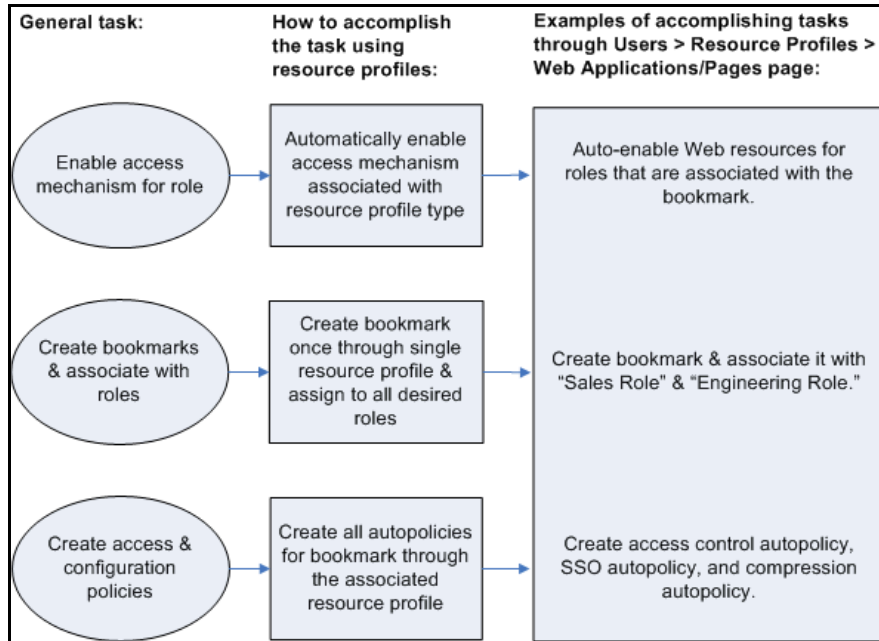 General task:
How to accomplish
the task using
resource profiles:
Examples of accomplishing tasks
through Users > Resource Profiles >
Web Applications/Pages page:
Enable access
mechanism for role
Automatically enable
access mechanism
associated with
resource profile type
Auto-enable Web resources for
roles that are associated with the
bookmark.
Create bookmarks
& associate with
roles
Create bookmark
once through single
resource profile &
assign to all desired
roles
Create bookmark & associate it with
“Sales Role” & “Engineering Role.”
Create access &
configuration
policies
Create all autopolicies
for bookmark through
the associated
resource profile
Create access control autopolicy,
SSO autopolicy, and compression
autopolicy.